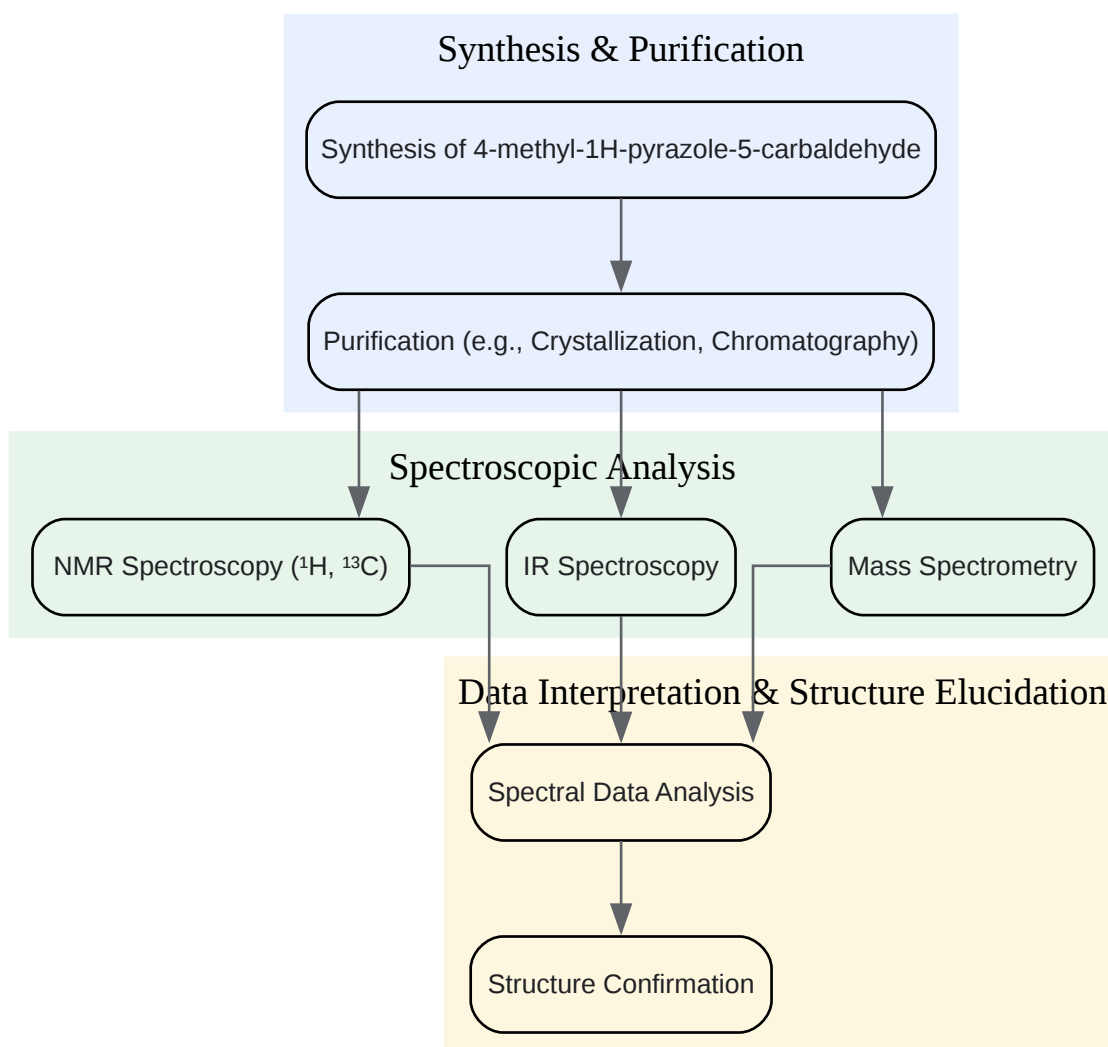 Synthesis & Purification
Synthesis of 4-methyl-1H-pyrazole-5-carbaldehyde
Purification (e.g., Crystallization, Chromatography)
Spectroscopic Analysis
NMR Spectroscopy (¹H, ¹³C)
IR Spectroscopy
Mass Spectrometry
Data Interpretation & Structure Elucidation
Spectral Data Analysis
Structure Confirmation